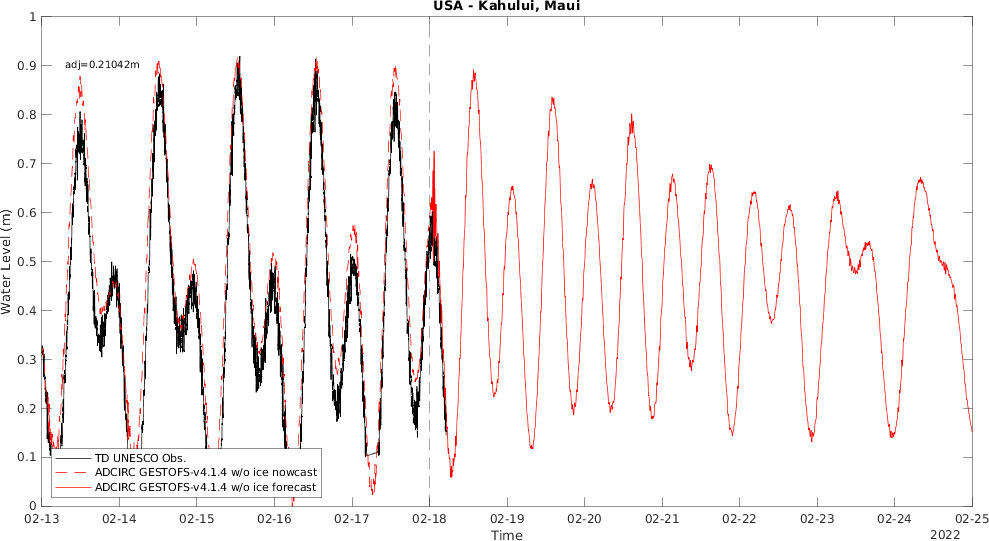 USA - Kahului, Maui
1
0.9
0.8
0.7
0.6
0.5
0.4
0.3
0.2
0.1
0
Water Level (m)
adj=0.21042m
TD UNESCO Obs.
ADCIRC GESTOFS-v4.1.4 w/o ice nowcast
ADCIRC GESTOFS-v4.1.4 w/o ice forecast
02-13 02-14 02-15 02-16 02-17 02-18 02-19 02-20 02-21 02-22 02-23 02-24 02-25
Time
2022